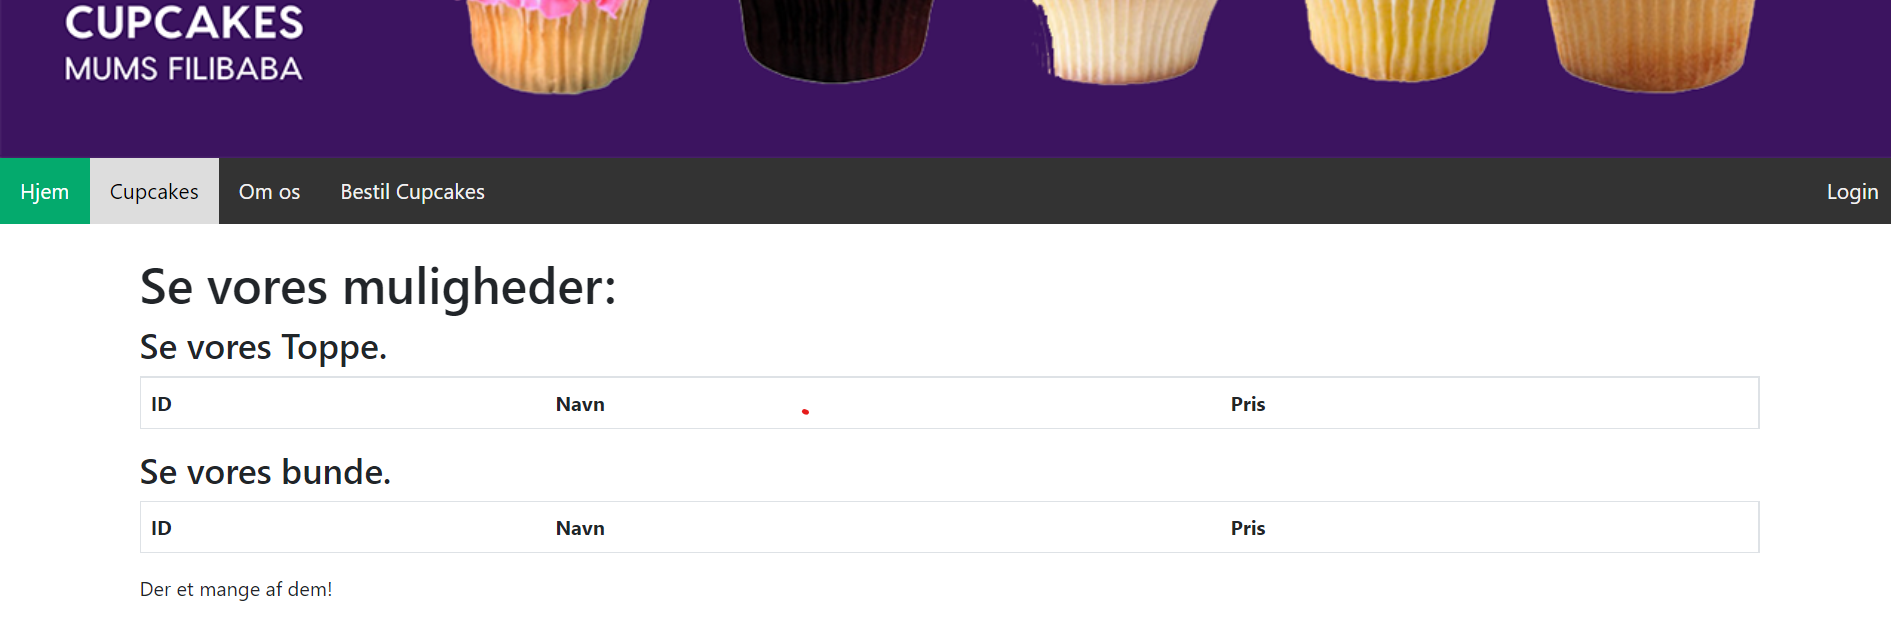 CUPCAKES
MUMS FILIBABA
Hjem Cupcakes Om os Bestil Cupcakes Login
Se vores muligheder:
Se vores Toppe.
ID Navn Pris
Se vores bunde.
ID Navn Pris
Der et mange af dem!